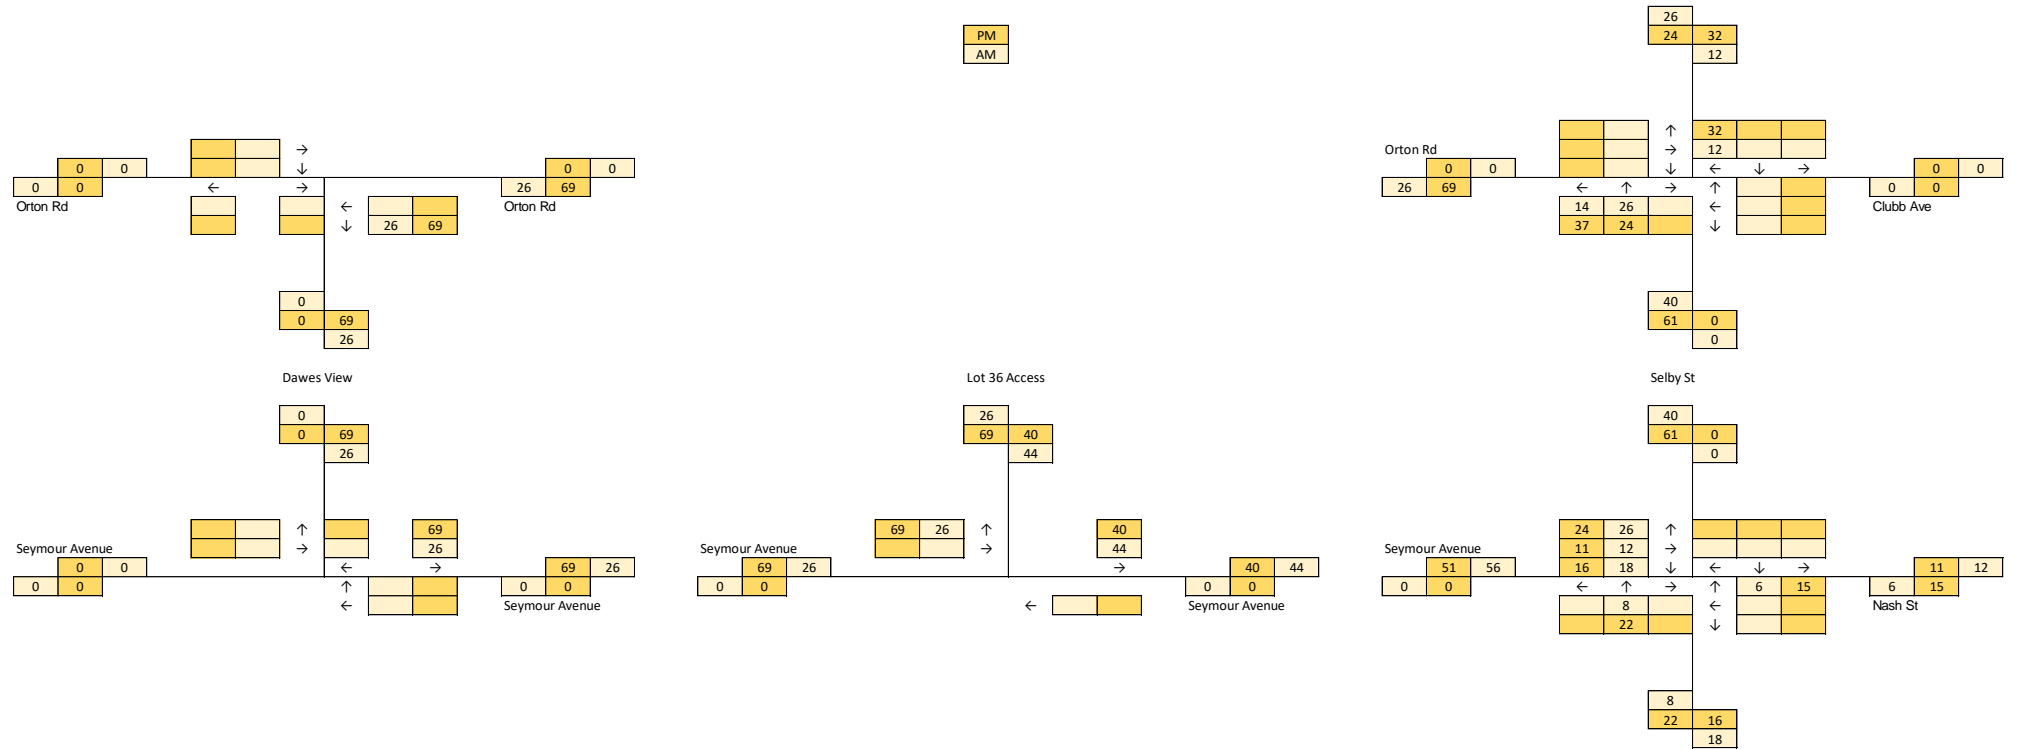 26
24 32
12
PM
AM
→ ↑ 32
Orton Rd → 12
0 0 ↓ 0 0 0 0 ↓ ← ↓ → 0 0
0 0 ← → 26 69 26 69 ← ↑ → ↑ 0 0
Orton Rd ← Orton Rd 14 26 ← Clubb Ave
↓ 26 69 37 24 ↓
0 40
0 69 61 0
26 0
Dawes View Lot 36 Access Selby St
0 26 40
0 69 69 40 61 0
26 44 0
↑ 69 69 26 ↑ 40 24 26 ↑
Seymour Avenue → 26 Seymour Avenue → 44 Seymour Avenue 11 12 →
0 0 ← → 69 26 69 26 → 40 44 51 56 16 18 ↓ ← ↓ → 11 12
0 0 ↑ 0 0 0 0 0 0 0 0 ← ↑ → ↑ 6 15 6 15
← Seymour Avenue ← Seymour Avenue 8 ← Nash St
22 ↓
8
22 16
18